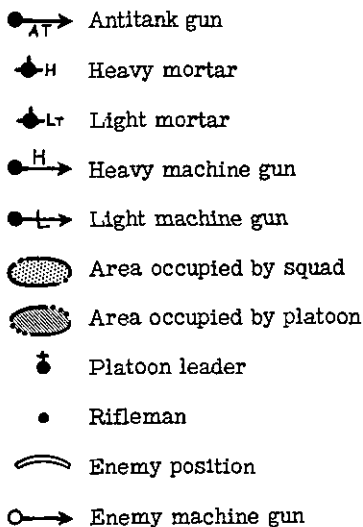 AT Antitank gun
H Heavy mortar
LT Light mortar
H Heavy machine gun
L Light machine gun
Area occupied by squad
Area occupied by platoon
Platoon leader
Rifleman
Enemy position
Enemy machine gun